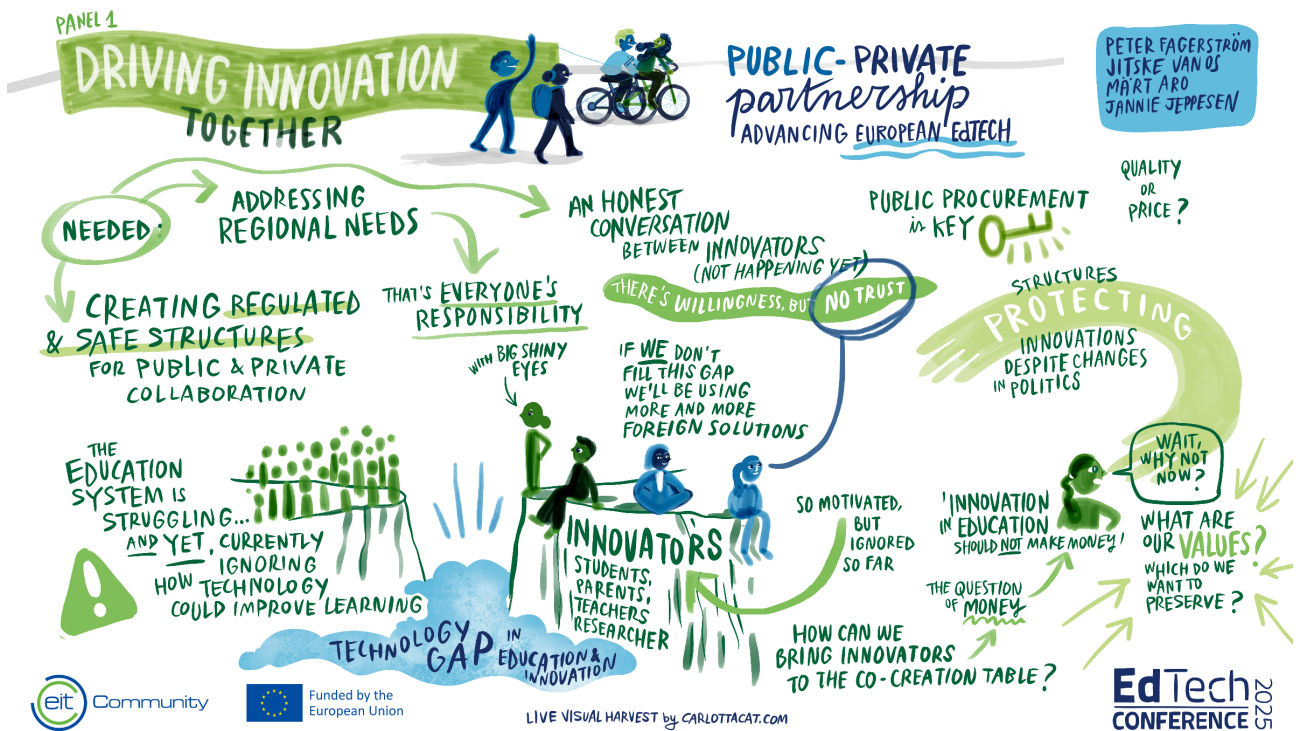 PANEL 1
DRIVING INNOVATION
TOGETHER
PUBLIC-PRIVATE
partnership
ADVANCING EUROPEAN EdTECH
PETER FAGERSTRÖM
JITSKE VAN OS
MÄRT ARO
JANNIE JEPPESEN
NEEDED:
ADDRESSING
REGIONAL NEEDS
AN HONEST
CONVERSATION
BETWEEN INNOVATORS
(NOT HAPPENING YET)
THERE'S WILLINGNESS, BUT NO TRUST
PUBLIC PROCUREMENT
is KEY
QUALITY
OR
PRICE?
CREATING REGULATED
& SAFE STRUCTURES
FOR PUBLIC & PRIVATE
COLLABORATION
THAT'S EVERYONE'S
RESPONSIBILITY
WITH BIG SHINY
EYES
IF WE DON'T
FILL THIS GAP
WE'LL BE USING
MORE AND MORE
FOREIGN SOLUTIONS
STRUCTURES
PROTECTING
INNOVATIONS
DESPITE CHANGES
IN POLITICS
THE
EDUCATION
SYSTEM IS
STRUGGLING...
AND YET, CURRENTLY
IGNORING
HOW TECHNOLOGY
COULD IMPROVE LEARNING
TECHNOLOGY
GAP IN
EDUCATION &
INNOVATION
INNOVATORS
STUDENTS,
PARENTS,
TEACHERS
RESEARCHER
SO MOTIVATED,
BUT
IGNORED
SO FAR
HOW CAN WE
BRING INNOVATORS
TO THE CO-CREATION TABLE?
THE QUESTION
OF MONEY
'INNOVATION
IN EDUCATION
SHOULD NOT MAKE MONEY!
WAIT,
WHY NOT
NOW?
WHAT ARE
OUR VALUES?
WHICH DO WE
WANT TO
PRESERVE?
eit Community
Funded by the
European Union
LIVE VISUAL HARVEST by CARLOTTACAT.COM
EdTech
CONFERENCE
2025